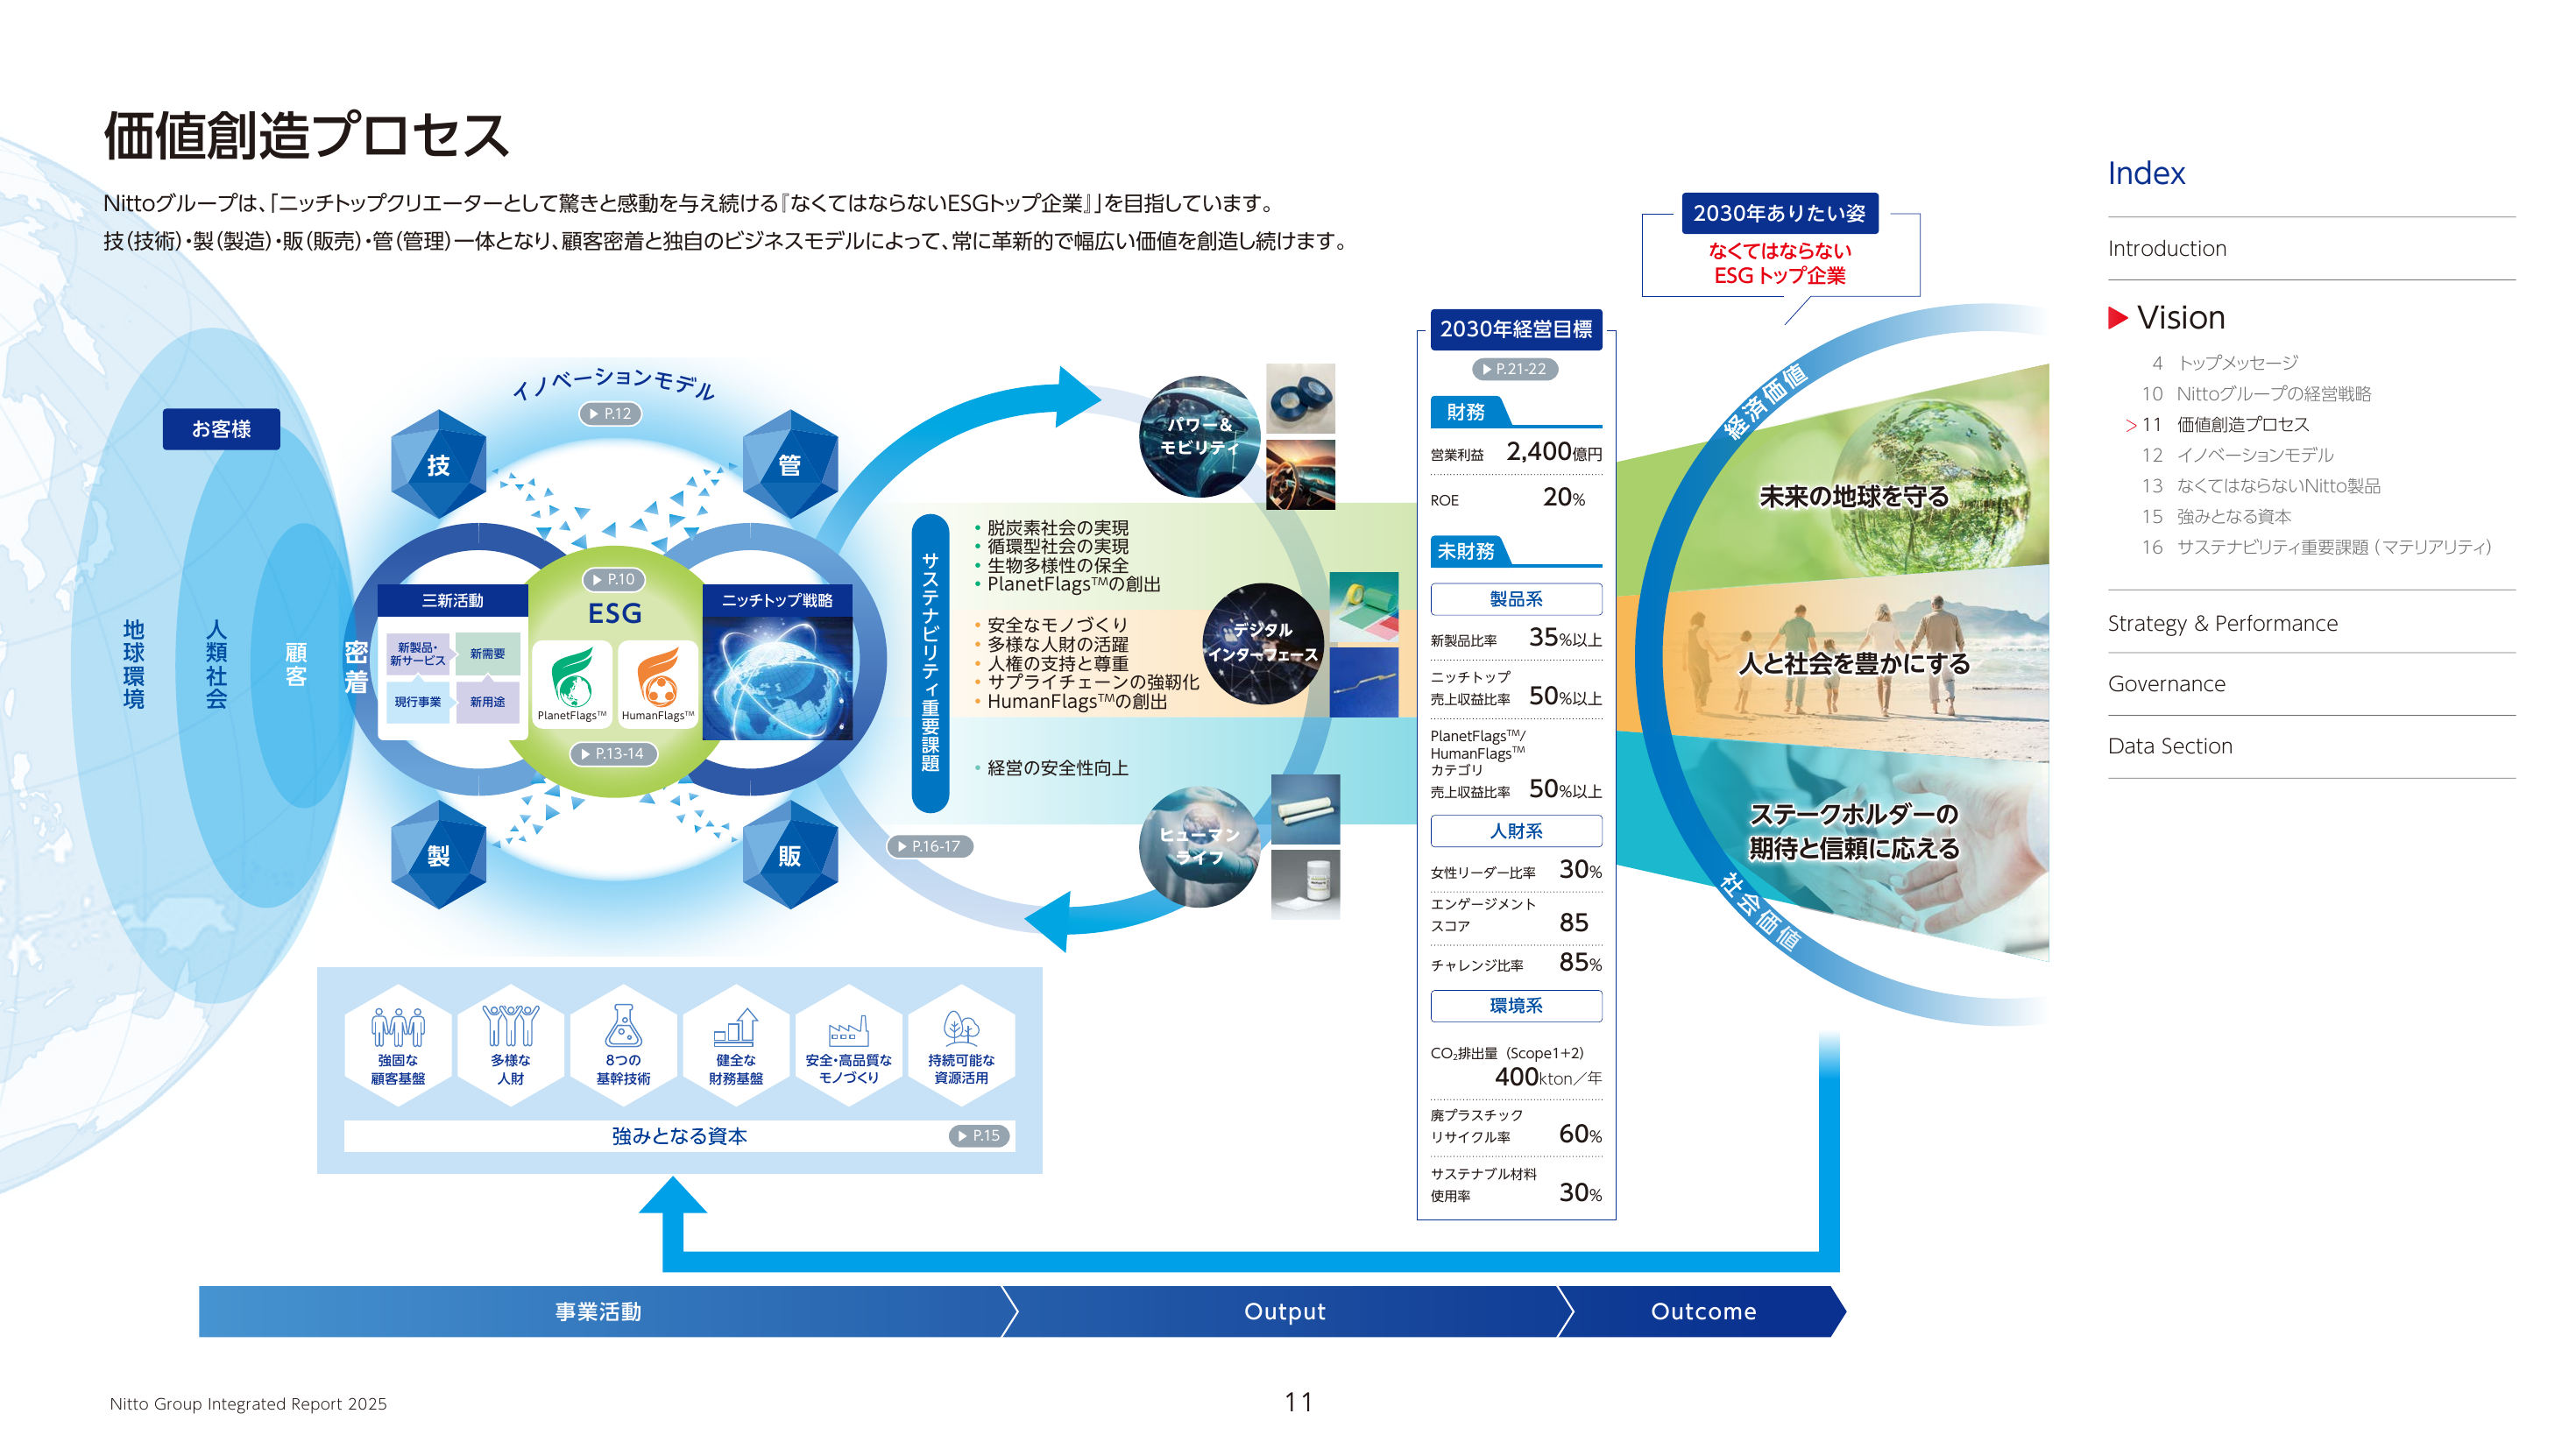 価値創造プロセス
Nittoグループは、「ニッチトップクリエーターとして驚きと感動を与え続ける『なくてはならないESGトップ企業』」を目指しています。
技（技術）・製（製造）・販（販売）・管（管理）一体となり、顧客密着と独自のビジネスモデルによって、常に革新的で幅広い価値を創造し続けます。
お客様
地球環境
人類社会
顧客
密着
イノベーションモデル
P.12
技
管
製
販
三新活動
新製品・
新サービス
新需要
現行事業
新用途
P.10
ESG
PlanetFlags™
HumanFlags™
P.13-14
ニッチトップ戦略
サステナビリティ重要課題
• 脱炭素社会の実現
• 循環型社会の実現
• 生物多様性の保全
• PlanetFlags™の創出
• 安全なモノづくり
• 多様な人財の活躍
• 人権の支持と尊重
• サプライチェーンの強靭化
• HumanFlags™の創出
• 経営の安全性向上
P.16-17
パワー&
モビリティ
デジタル
インターフェース
ヒューマン
ライフ
強固な
顧客基盤
多様な
人財
8つの
基幹技術
健全な
財務基盤
安全・高品質な
モノづくり
持続可能な
資源活用
強みとなる資本
P.15
2030年経営目標
P.21-22
財務
営業利益 2,400億円
ROE 20%
未財務
製品系
新製品比率 35%以上
ニッチトップ
売上収益比率 50%以上
PlanetFlags™/
HumanFlags™
カテゴリ
売上収益比率 50%以上
人財系
女性リーダー比率 30%
エンゲージメント
スコア 85
チャレンジ比率 85%
環境系
CO₂排出量（Scope1+2）
400kton／年
廃プラスチック
リサイクル率 60%
サステナブル材料
使用率 30%
2030年ありたい姿
なくてはならない
ESGトップ企業
経済価値
未来の地球を守る
人と社会を豊かにする
ステークホルダーの
期待と信頼に応える
社会価値
事業活動
Output
Outcome
Index
Introduction
Vision
4 トップメッセージ
10 Nittoグループの経営戦略
> 11 価値創造プロセス
12 イノベーションモデル
13 なくてはならないNitto製品
15 強みとなる資本
16 サステナビリティ重要課題（マテリアリティ）
Strategy & Performance
Governance
Data Section
Nitto Group Integrated Report 2025
11